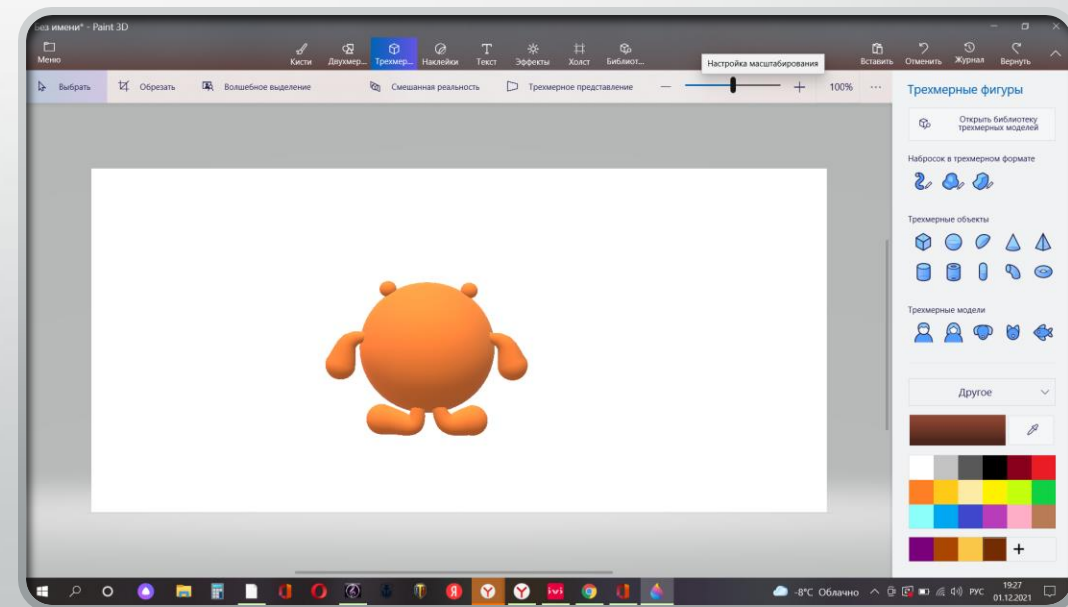 Без имени* - Paint 3D
Меню
Кисти
Двухмер...
Трехмер...
Наклейки
Текст
Эффекты
Холст
Библиот...
Настройка масштабирования
Вставить
Отменить
Журнал
Вернуть
Выбрать
Обрезать
Волшебное выделение
Смешанная реальность
Трехмерное представление
100%
Трехмерные фигуры
Открыть библиотеку
трехмерных моделей
Набросок в трехмерном формате
Трехмерные объекты
Трехмерные модели
Другое
-8°C Облачно
РУС
19:27
01.12.2021